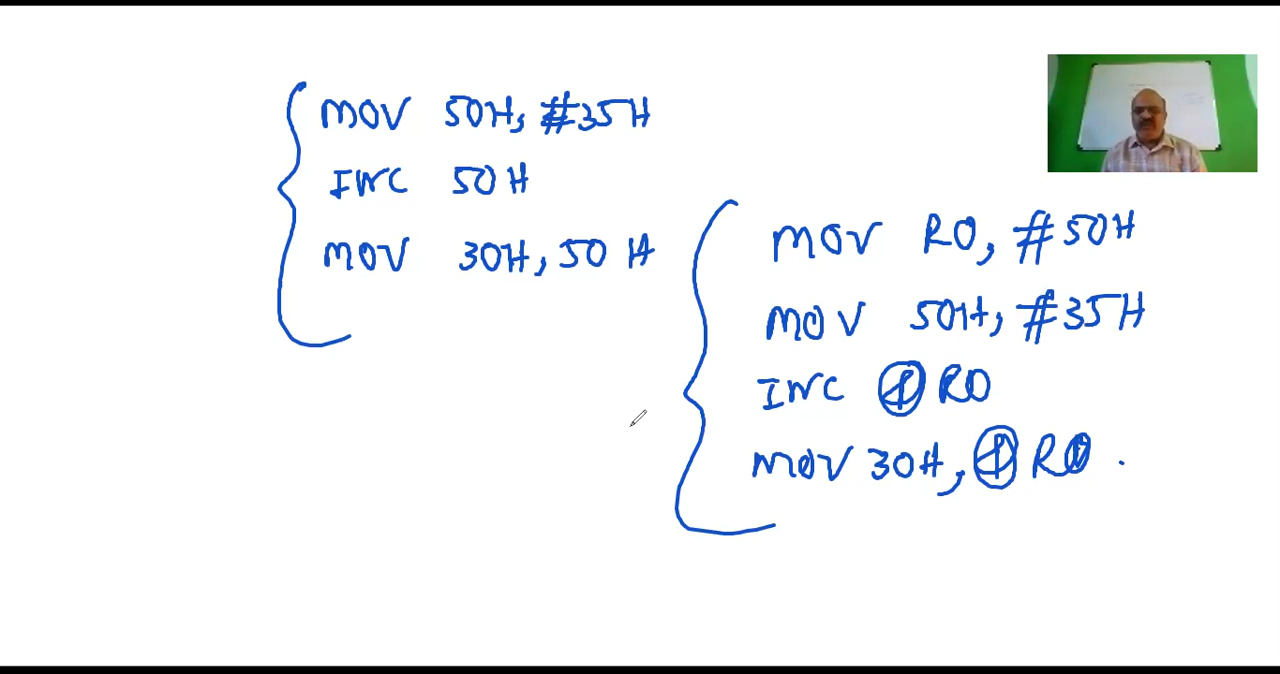 MOV 50H, #35H
INC 50H
MOV 30H, 50H
MOV R0, #50H
MOV 50H, #35H
INC @R0
MOV 30H, @R0.